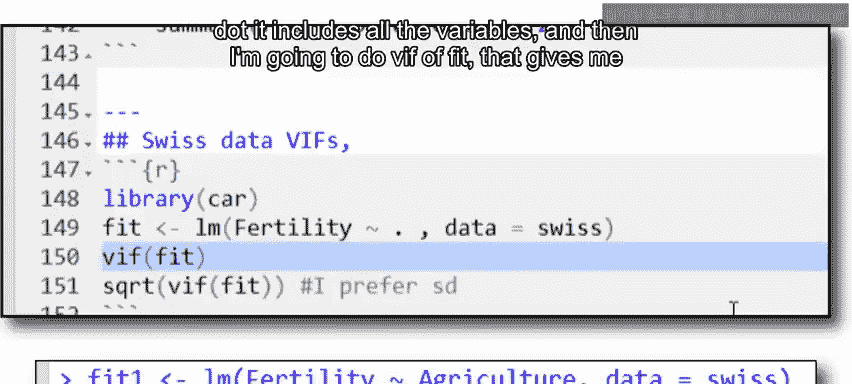 dot it includes all the variables, and then
I'm going to do vif of fit, that gives me
143 ```
144
145 ---
146 ## Swiss data VIFs,
147 ```{r}
148 library(car)
149 fit <- lm(Fertility ~ . , data = swiss)
150 vif(fit)
151 sqrt(vif(fit)) #I prefer sd
152 ```
> fit1 <- lm(Fertility ~ Agriculture, data = swiss)